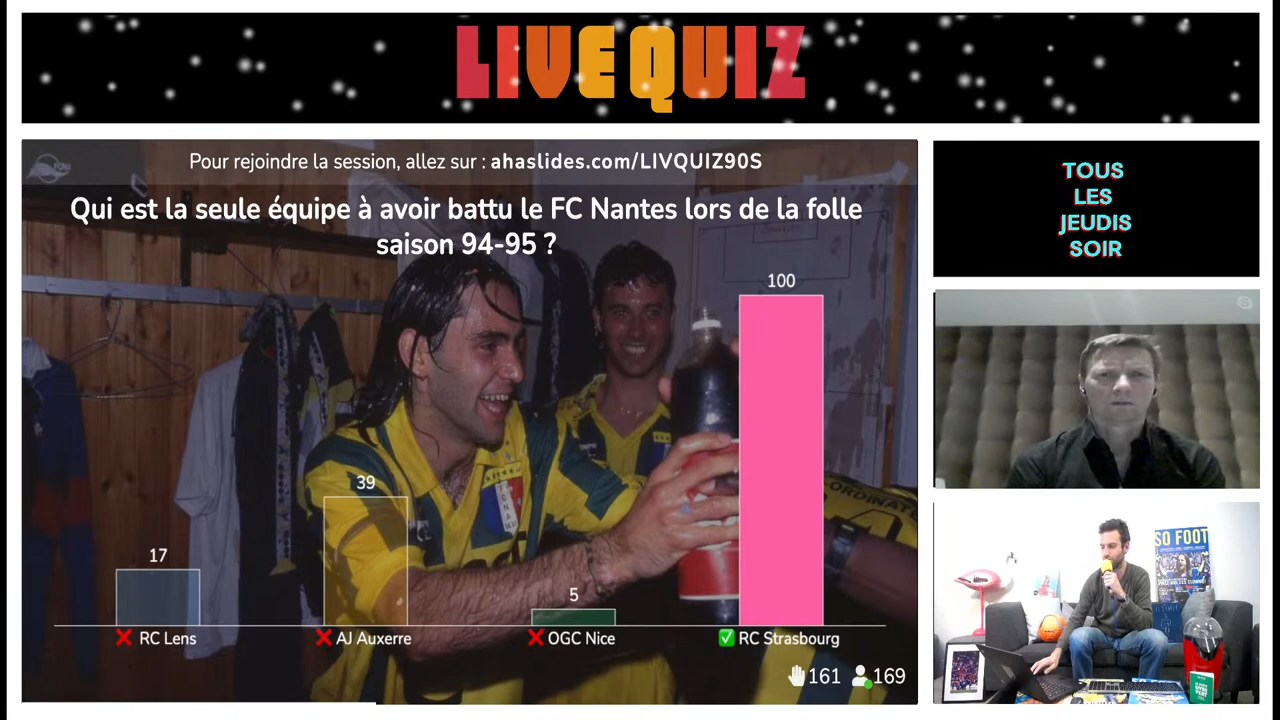 LIVE QUIZ
FCNA
Pour rejoindre la session, allez sur : ahaslides.com/LIVQUIZ90S
Qui est la seule équipe à avoir battu le FC Nantes lors de la folle
saison 94-95 ?
100
39
17
5
RC Lens
AJ Auxerre
OGC Nice
RC Strasbourg
161
169
TOUS
LES
JEUDIS
SOIR
SO FOOT